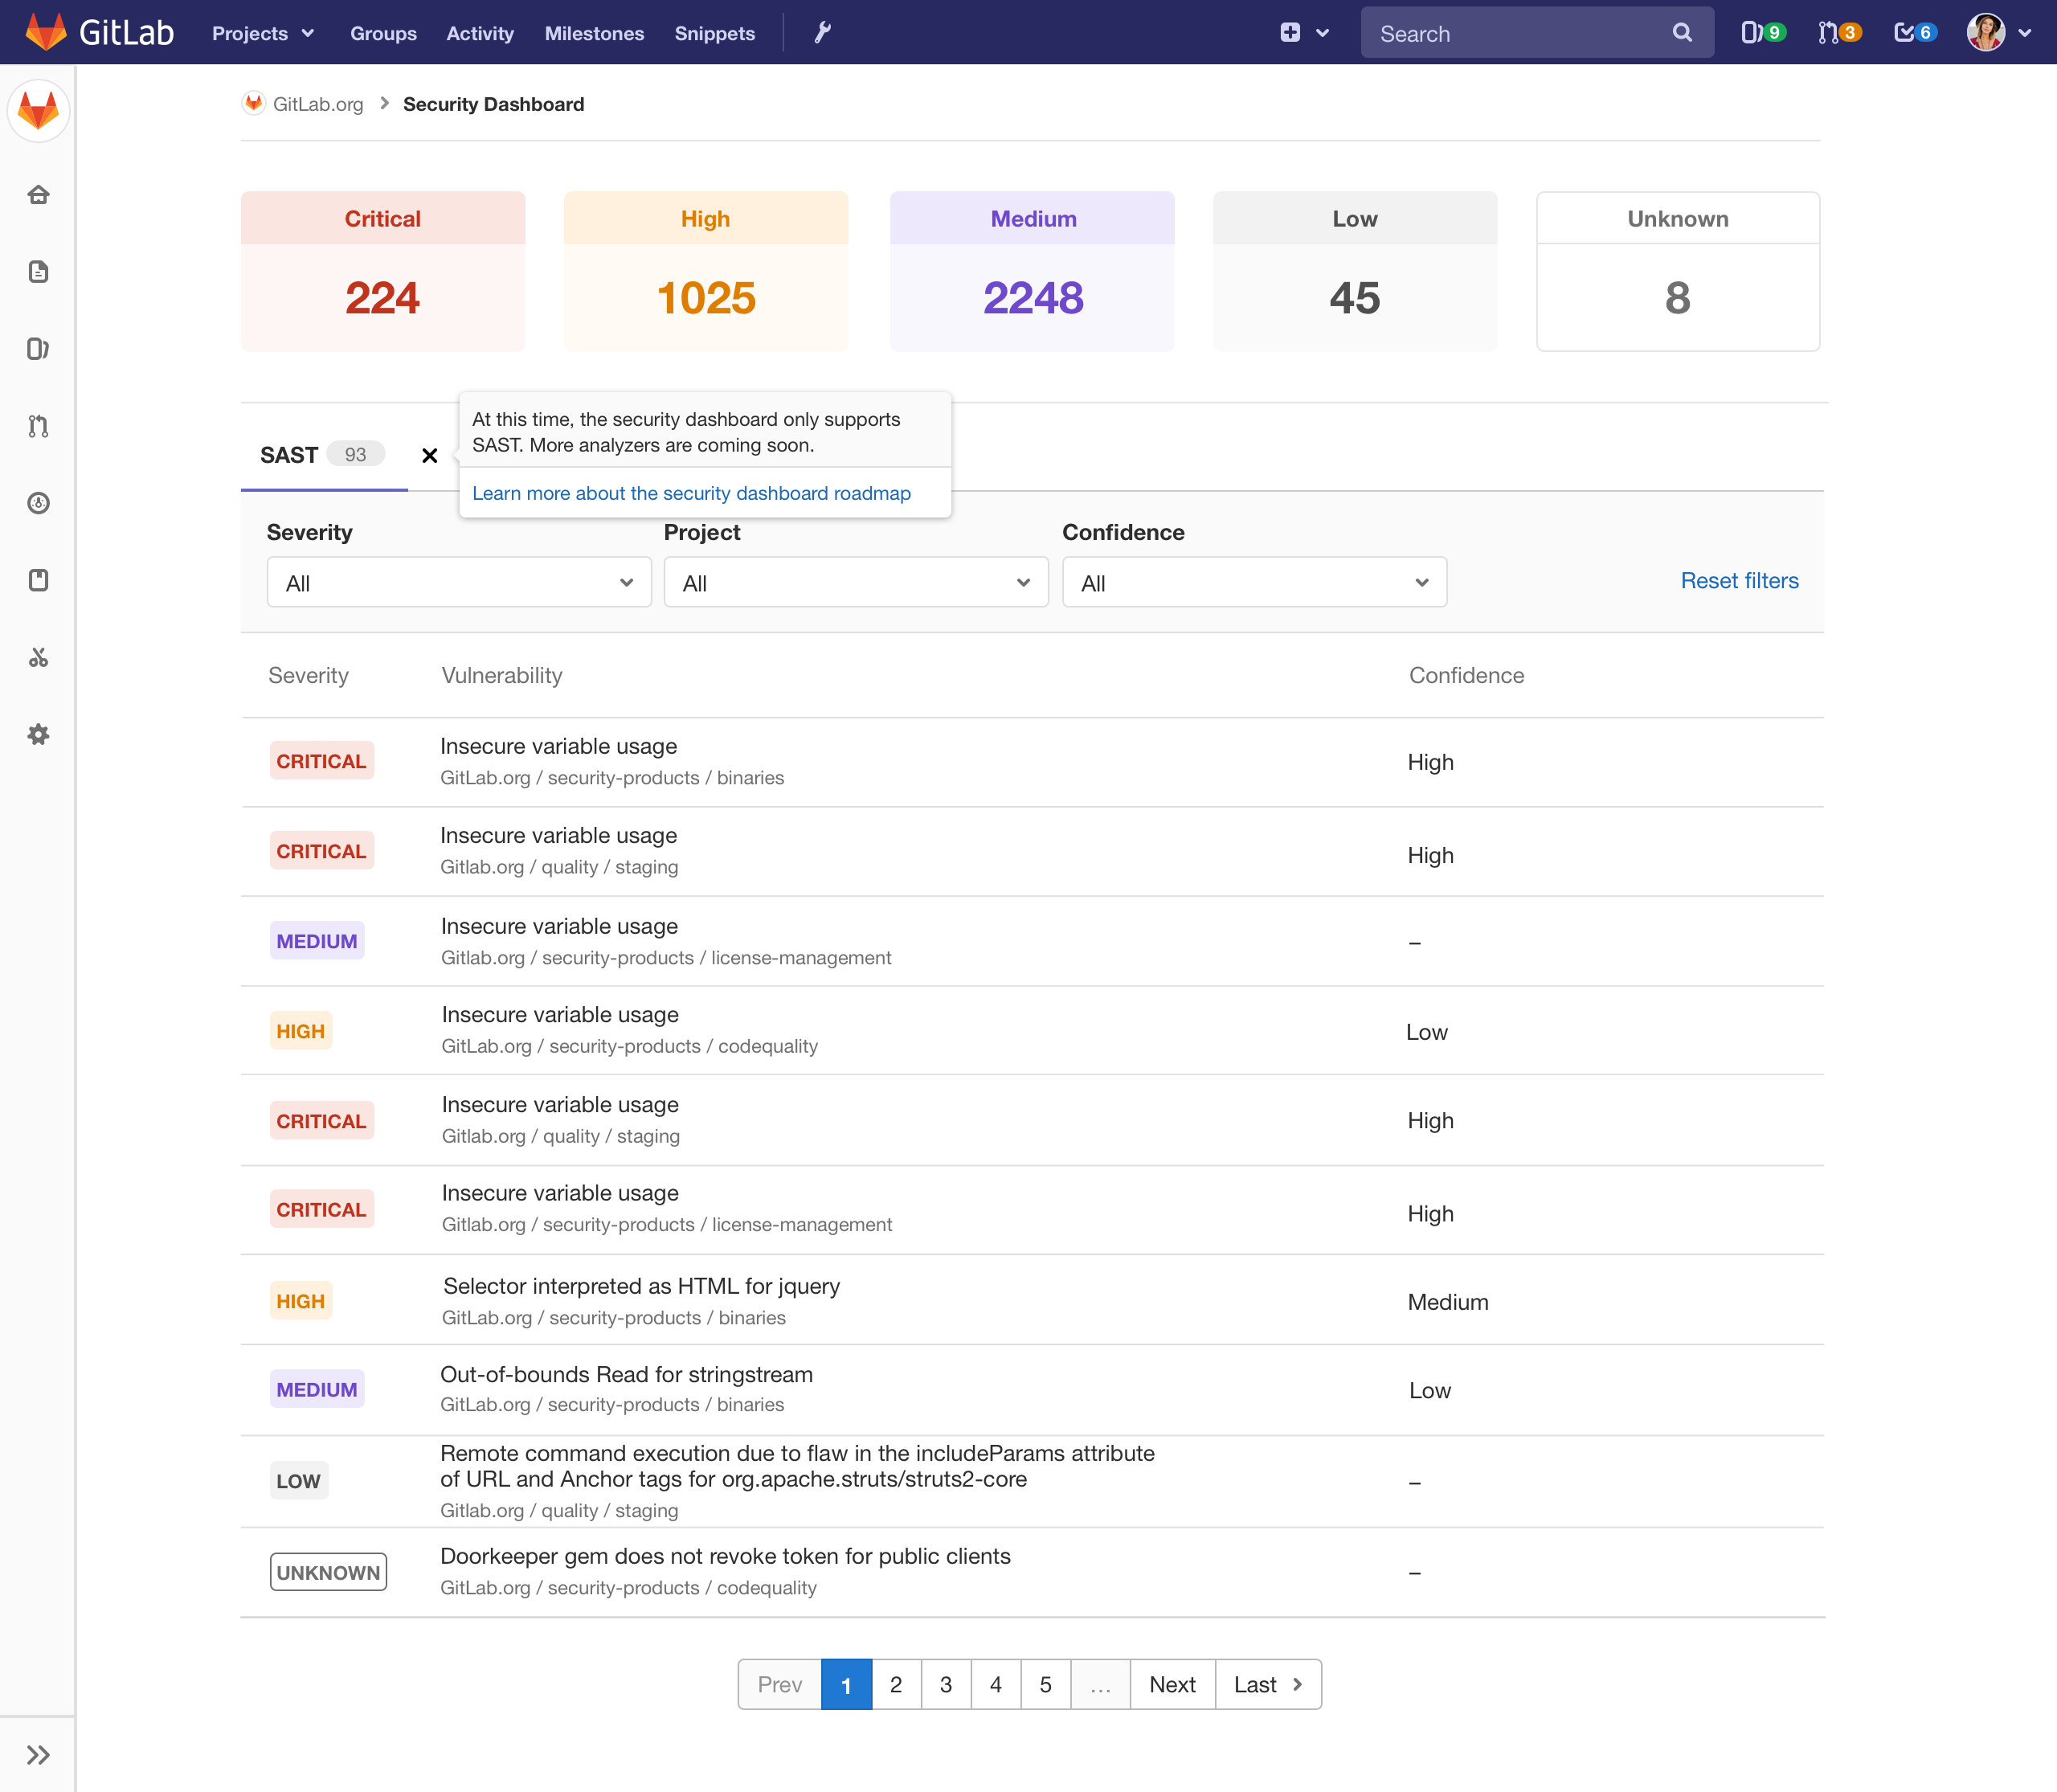 GitLab Projects Groups Activity Milestones Snippets Search 9 3 6
GitLab.org > Security Dashboard
Critical High Medium Low Unknown
224 1025 2248 45 8
At this time, the security dashboard only supports
SAST. More analyzers are coming soon.
SAST 93
Learn more about the security dashboard roadmap
Severity Project Confidence
All All All Reset filters
Severity Vulnerability Confidence
CRITICAL Insecure variable usage High
GitLab.org / security-products / binaries
CRITICAL Insecure variable usage High
Gitlab.org / quality / staging
MEDIUM Insecure variable usage –
Gitlab.org / security-products / license-management
HIGH Insecure variable usage Low
GitLab.org / security-products / codequality
CRITICAL Insecure variable usage High
Gitlab.org / quality / staging
CRITICAL Insecure variable usage High
Gitlab.org / security-products / license-management
HIGH Selector interpreted as HTML for jquery Medium
GitLab.org / security-products / binaries
MEDIUM Out-of-bounds Read for stringstream Low
GitLab.org / security-products / binaries
Remote command execution due to flaw in the includeParams attribute
LOW of URL and Anchor tags for org.apache.struts/struts2-core –
Gitlab.org / quality / staging
UNKNOWN Doorkeeper gem does not revoke token for public clients –
GitLab.org / security-products / codequality
Prev 1 2 3 4 5 ... Next Last >